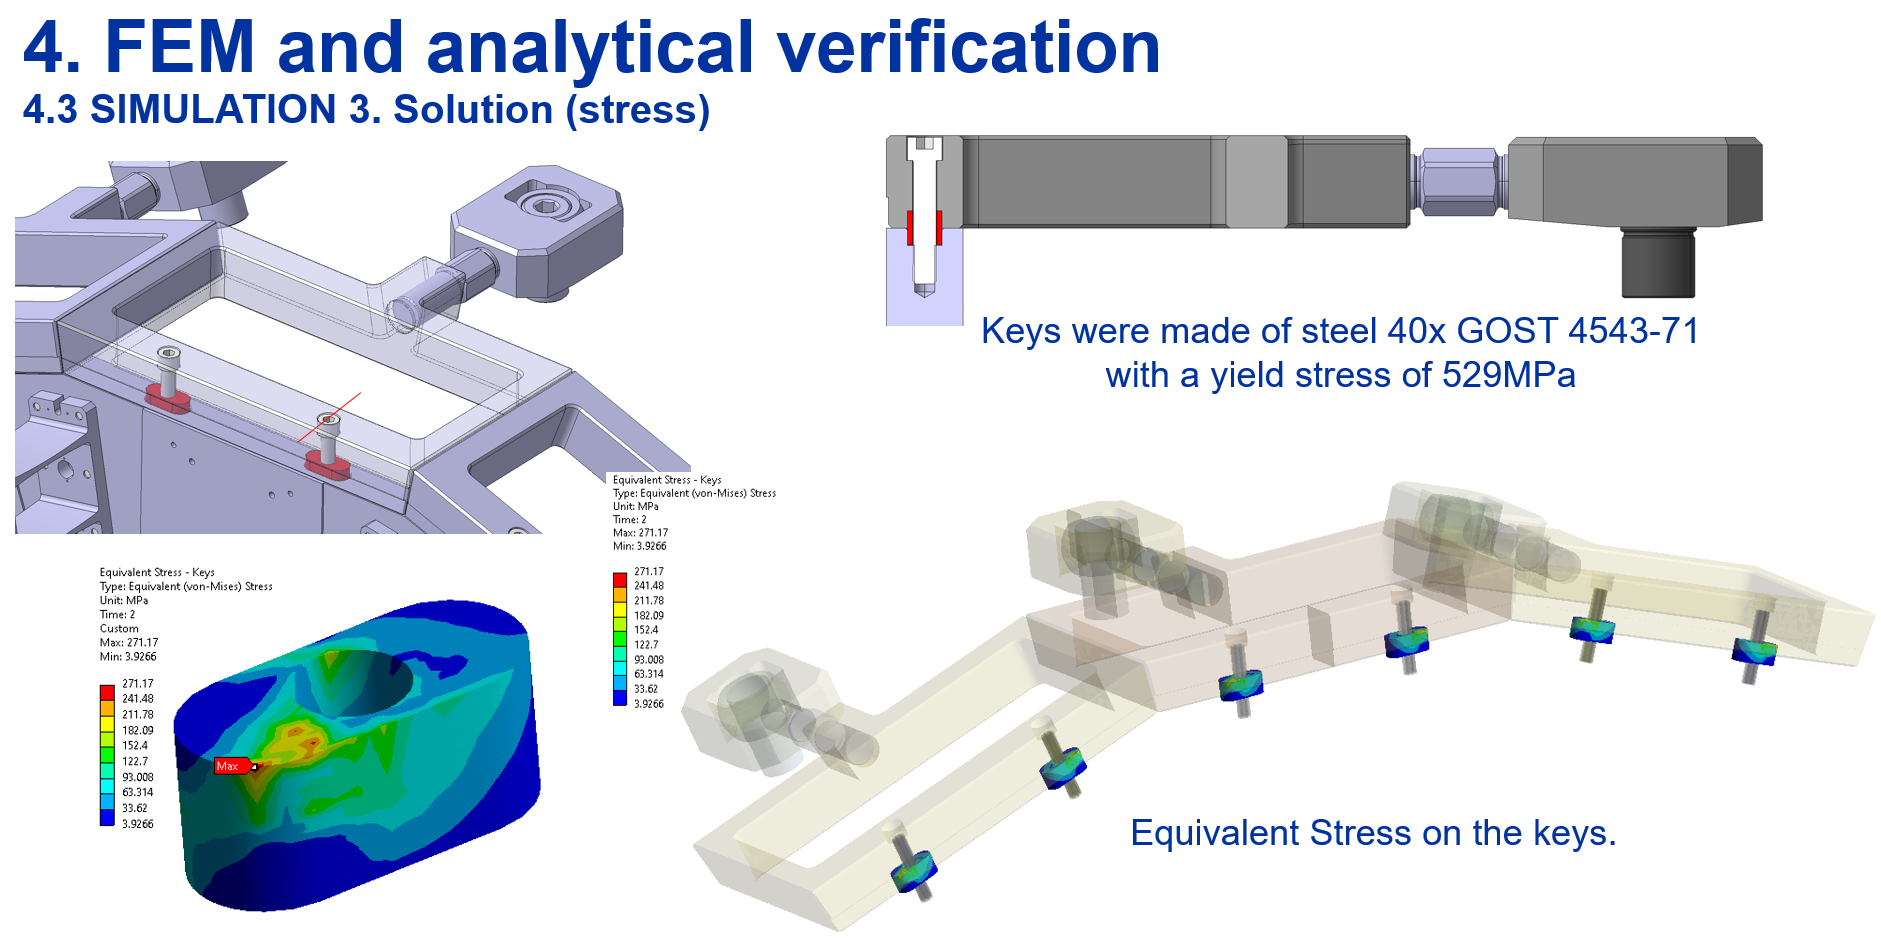 4. FEM and analytical verification
4.3 SIMULATION 3. Solution (stress)
Keys were made of steel 40x GOST 4543-71
with a yield stress of 529MPa
Equivalent Stress - Keys
Type: Equivalent (von-Mises) Stress
Unit: MPa
Time: 2
Max: 271.17
Min: 3.9266
271.17
241.48
211.78
182.09
152.4
122.7
93.008
63.314
33.62
3.9266
Equivalent Stress - Keys
Type: Equivalent (von-Mises) Stress
Unit: MPa
Time: 2
Custom
Max: 271.17
Min: 3.9266
271.17
241.48
211.78
182.09
152.4
122.7
93.008
63.314
33.62
3.9266
Max
Equivalent Stress on the keys.